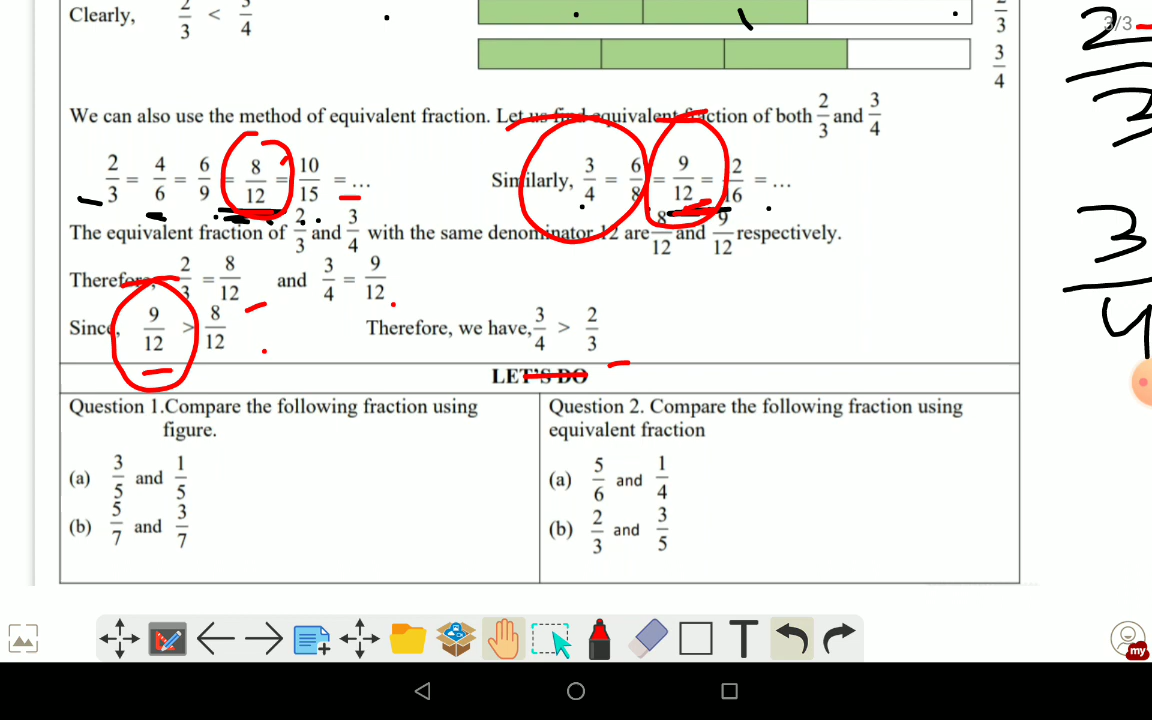 Clearly, 2/3 < 3/4
2/3
3/4
We can also use the method of equivalent fraction. Let us find equivalent fraction of both 2/3 and 3/4
2/3 = 4/6 = 6/9 = 8/12 = 10/15 = ... Similarly, 3/4 = 6/8 = 9/12 = 12/16 = ...
The equivalent fraction of 2/3 and 3/4 with the same denominator 12 are 8/12 and 9/12 respectively.
Therefore, 2/3 = 8/12 and 3/4 = 9/12
Since, 9/12 > 8/12 Therefore, we have, 3/4 > 2/3
LET'S DO
Question 1.Compare the following fraction using
figure.
(a) 3/5 and 1/5
(b) 5/7 and 3/7
Question 2. Compare the following fraction using
equivalent fraction
(a) 5/6 and 1/4
(b) 2/3 and 3/5
3/3
2/3
3/4
T
my